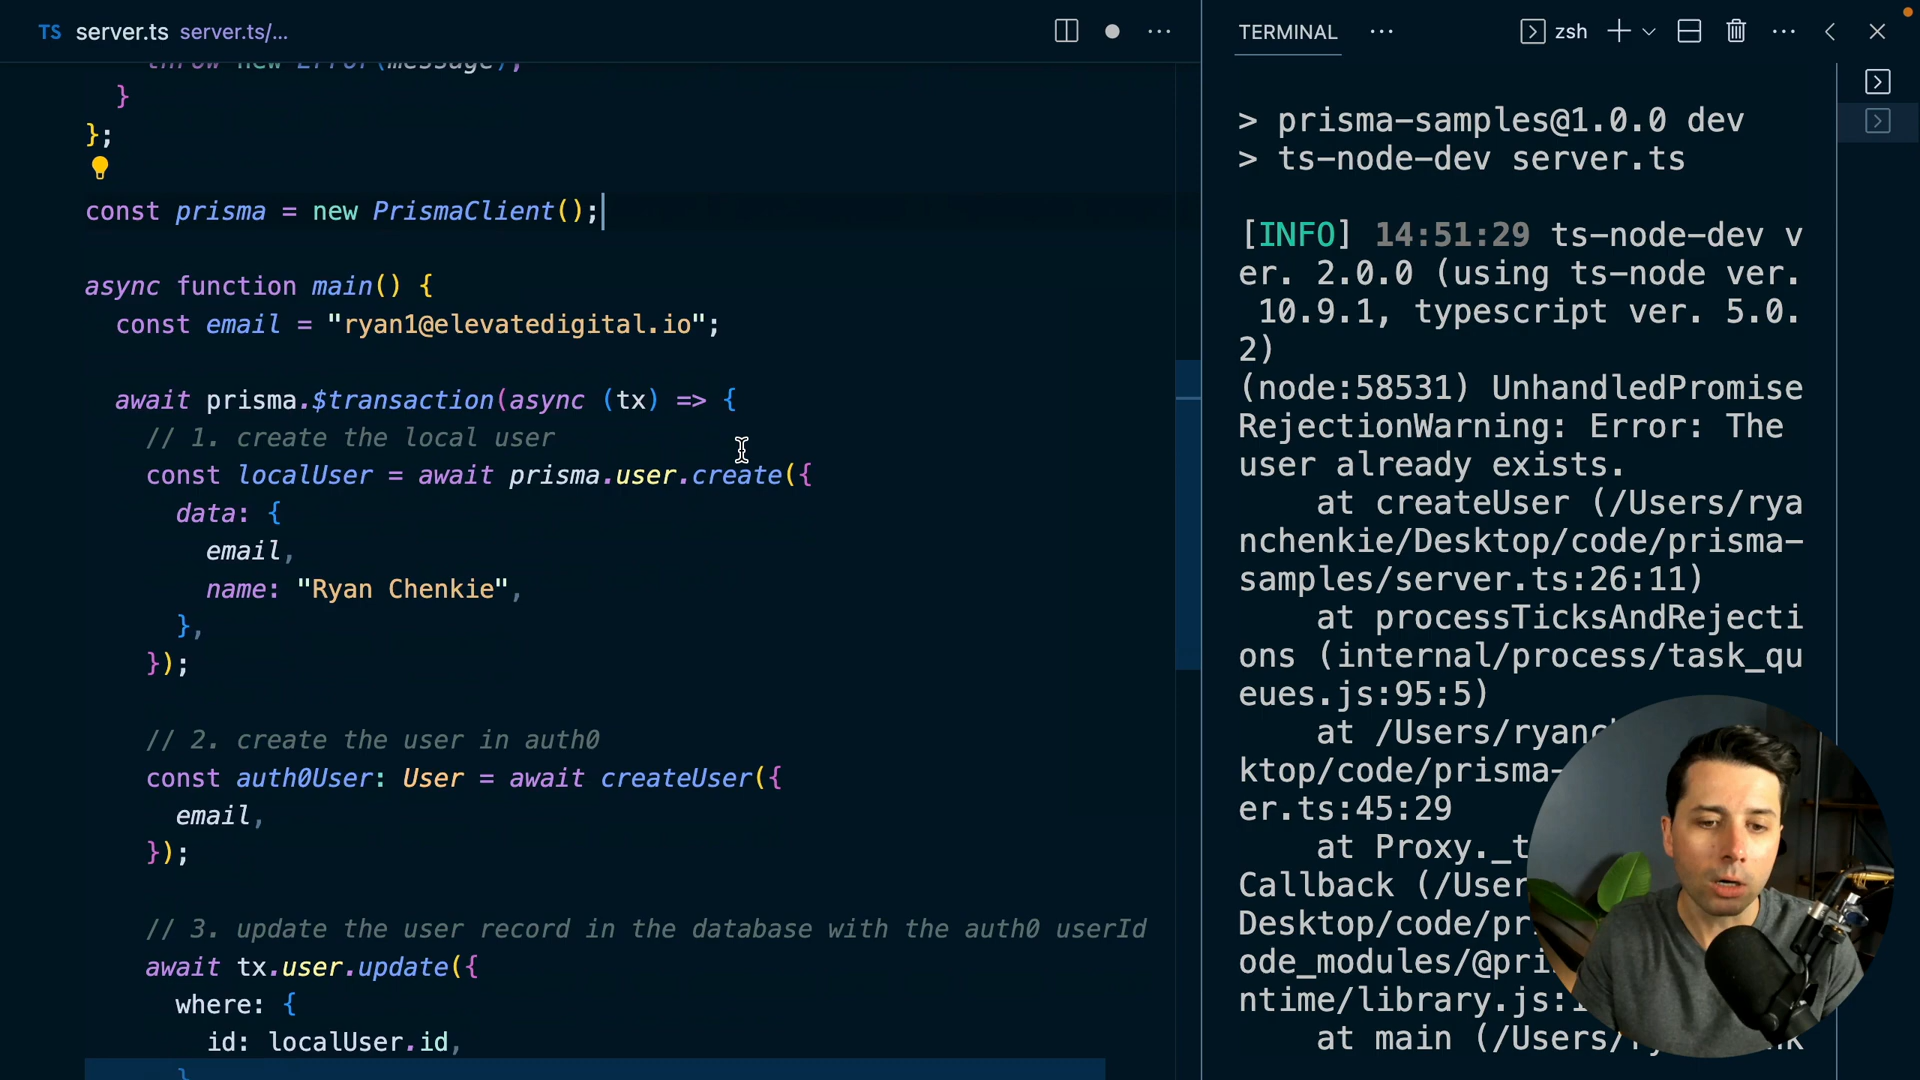 TS server.ts server.ts/...
throw new Error(message);
}
};
const prisma = new PrismaClient();
async function main() {
const email = "ryan1@elevatedigital.io";
await prisma.$transaction(async (tx) => {
// 1. create the local user
const localUser = await prisma.user.create({
data: {
email,
name: "Ryan Chenkie",
},
});
// 2. create the user in auth0
const auth0User: User = await createUser({
email,
});
// 3. update the user record in the database with the auth0 userId
await tx.user.update({
where: {
id: localUser.id,
}
TERMINAL
zsh
> prisma-samples@1.0.0 dev
> ts-node-dev server.ts
[INFO] 14:51:29 ts-node-dev v
er. 2.0.0 (using ts-node ver.
10.9.1, typescript ver. 5.0.
2)
(node:58531) UnhandledPromise
RejectionWarning: Error: The
user already exists.
at createUser (/Users/rya
nchenkie/Desktop/code/prisma-
samples/server.ts:26:11)
at processTicksAndRejecti
ons (internal/process/task_qu
eues.js:95:5)
at /Users/ryanc
ktop/code/prisma-
er.ts:45:29
at Proxy._t
Callback (/User
Desktop/code/pr
ode_modules/@pri
ntime/library.js:
at main (/Users/